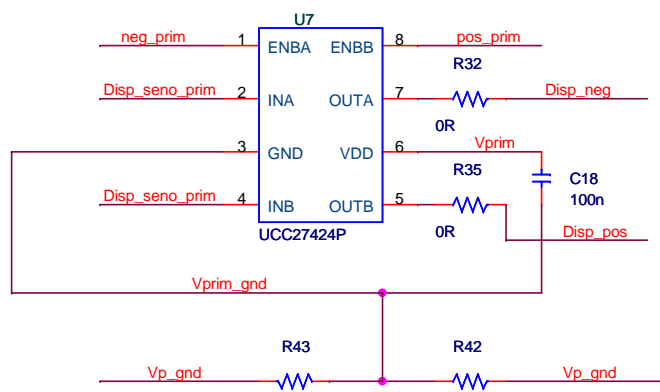 U7
neg_prim 1 ENBA ENBB 8 pos_prim
R32
Disp_seno_prim 2 INA OUTA 7 Disp_neg
0R
3 GND VDD 6 Vprim
R35
C18
100n
Disp_seno_prim 4 INB OUTB 5
UCC27424P 0R Disp_pos
Vprim_gnd
R43 R42
Vp_gnd Vp_gnd